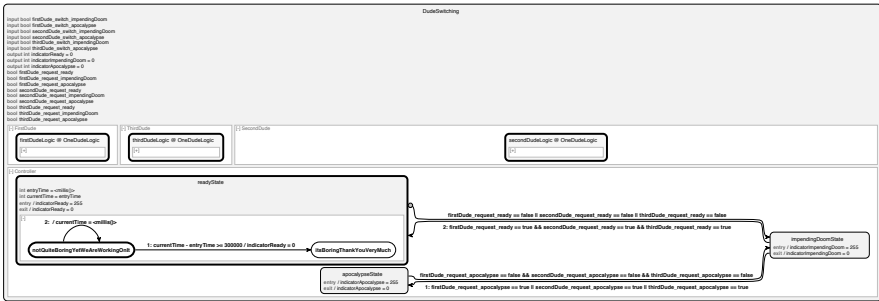 DudeSwitching
input bool firstDude_switch_impendingDoom
input bool firstDude_switch_apocalypse
input bool secondDude_switch_impendingDoom
input bool secondDude_switch_apocalypse
input bool thirdDude_switch_impendingDoom
input bool thirdDude_switch_apocalypse
output int indicatorReady = 0
output int indicatorImpendingDoom = 0
output int indicatorApocalypse = 0
bool firstDude_request_ready
bool firstDude_request_impendingDoom
bool firstDude_request_apocalypse
bool secondDude_request_ready
bool secondDude_request_impendingDoom
bool secondDude_request_apocalypse
bool thirdDude_request_ready
bool thirdDude_request_impendingDoom
bool thirdDude_request_apocalypse
[-] FirstDude
firstDudeLogic @ OneDudeLogic
[+]
[-] ThirdDude
thirdDudeLogic @ OneDudeLogic
[+]
[-] SecondDude
secondDudeLogic @ OneDudeLogic
[+]
[-] Controller
readyState
int entryTime = <millis()>
int currentTime = entryTime
entry / indicatorReady = 255
exit / indicatorReady = 0
[-]
2: / currentTime = <millis()>
notQuiteBoringYetWeAreWorkingOnIt
1: currentTime - entryTime >= 300000 / indicatorReady = 0
itsBoringThankYouVeryMuch
firstDude_request_ready == false || secondDude_request_ready == false || thirdDude_request_ready == false
2: firstDude_request_ready == true && secondDude_request_ready == true && thirdDude_request_ready == true
impendingDoomState
entry / indicatorImpendingDoom = 255
exit / indicatorImpendingDoom = 0
apocalypseState
entry / indicatorApocalypse = 255
exit / indicatorApocalypse = 0
firstDude_request_apocalypse == false && secondDude_request_apocalypse == false && thirdDude_request_apocalypse == false
1: firstDude_request_apocalypse == true || secondDude_request_apocalypse == true || thirdDude_request_apocalypse == true